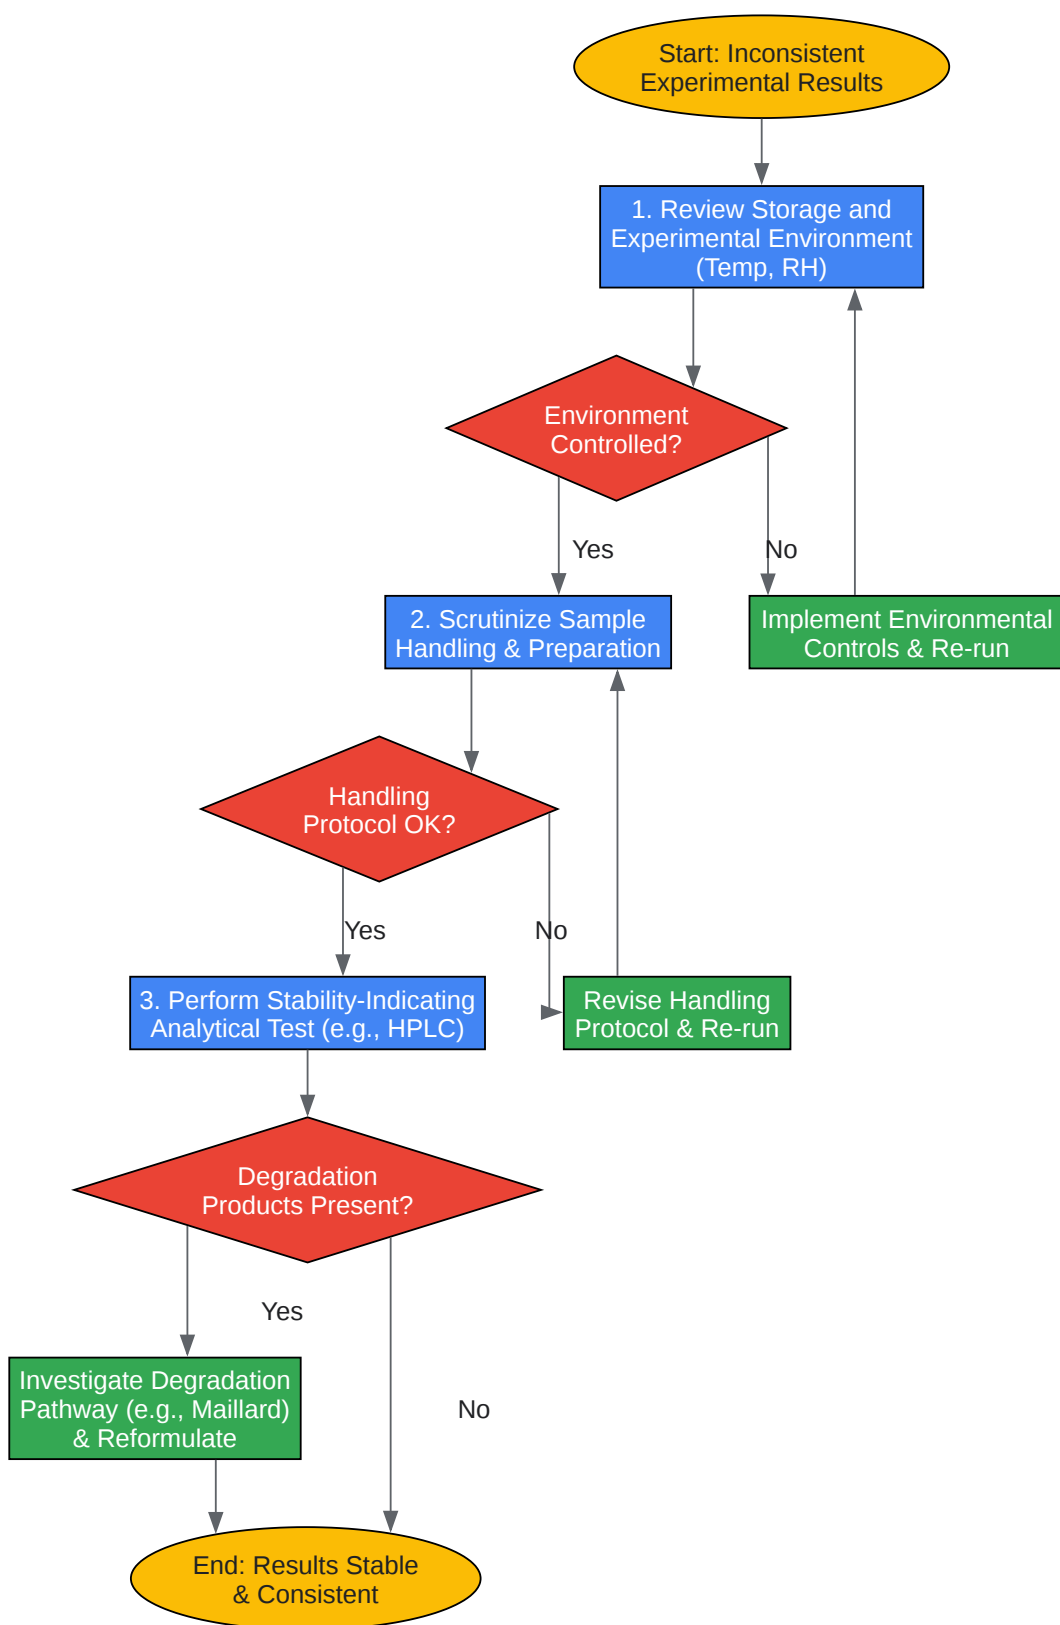 Start: Inconsistent
Experimental Results
1. Review Storage and
Experimental Environment
(Temp, RH)
Environment
Controlled?
Yes
No
2. Scrutinize Sample
Handling & Preparation
Implement Environmental
Controls & Re-run
Handling
Protocol OK?
Yes
No
3. Perform Stability-Indicating
Analytical Test (e.g., HPLC)
Revise Handling
Protocol & Re-run
Degradation
Products Present?
Yes
Investigate Degradation
Pathway (e.g., Maillard)
& Reformulate
No
End: Results Stable
& Consistent